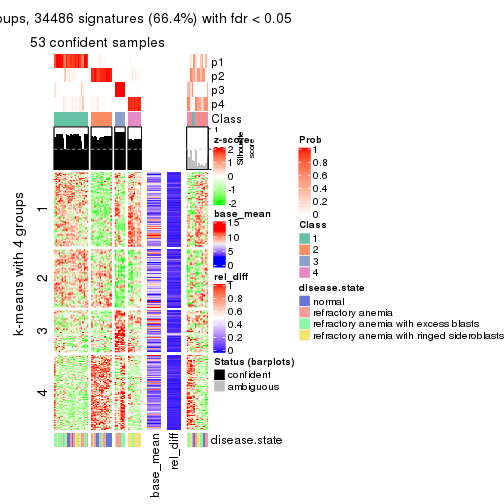 oups, 34486 signatures (66.4%) with fdr < 0.05
53 confident samples
p1
p2
p3
p4
Class
1
Silhouette
score
z-score
2
1
0
-1
-2
base_mean
15
10
5
0
rel_diff
1
0.8
0.6
0.4
0.2
0
Status (barplots)
confident
ambiguous
Prob
1
0.8
0.6
0.4
0.2
0
Class
1
2
3
4
disease.state
normal
refractory anemia
refractory anemia with excess blasts
refractory anemia with ringed sideroblasts
k-means with 4 groups
1
2
3
4
disease.state
base_mean
rel_diff